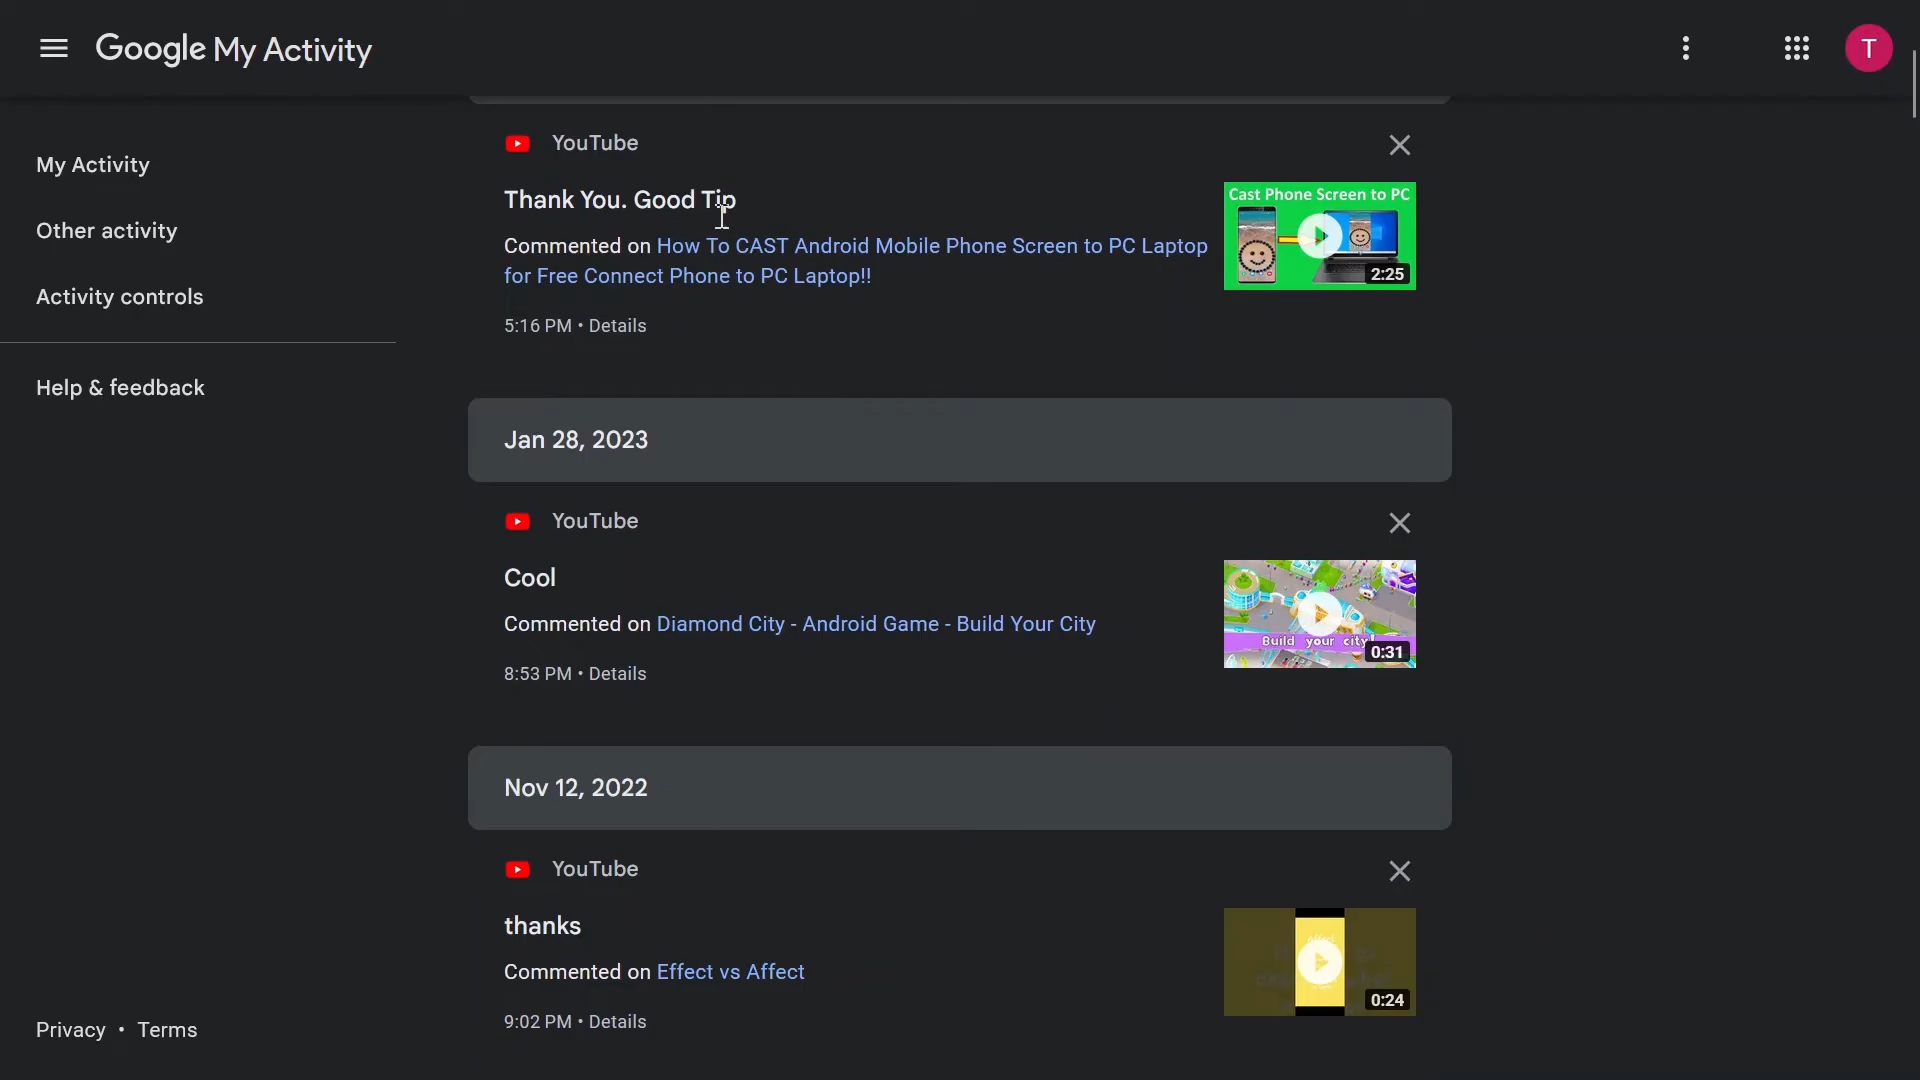 Google My Activity
T
My Activity
Other activity
Activity controls
Help & feedback
YouTube
Thank You. Good Tip
Commented on How To CAST Android Mobile Phone Screen to PC Laptop
for Free Connect Phone to PC Laptop!!
5:16 PM • Details
Cast Phone Screen to PC
2:25
Jan 28, 2023
YouTube
Cool
Commented on Diamond City - Android Game - Build Your City
8:53 PM • Details
Build your city!
0:31
Nov 12, 2022
YouTube
thanks
Commented on Effect vs Affect
9:02 PM • Details
0:24
Privacy • Terms